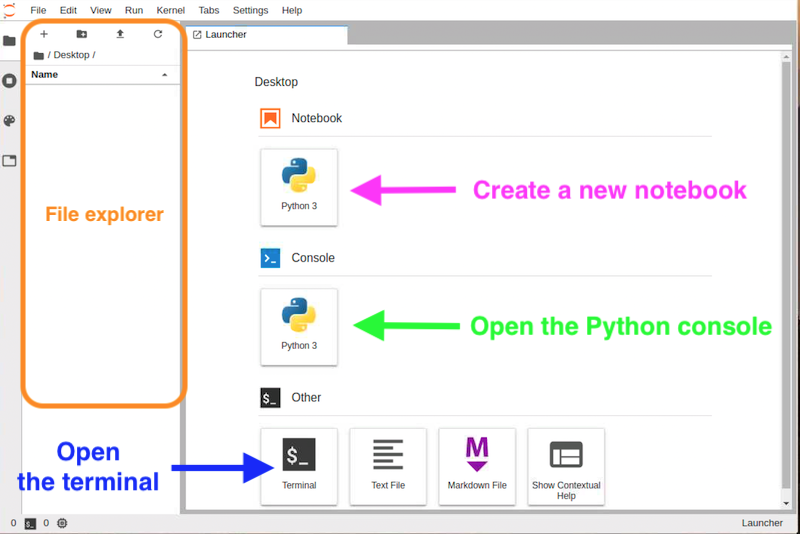 File Edit View Run Kernel Tabs Settings Help
/ Desktop /
Name
Launcher
Desktop
Notebook
Python 3
Create a new notebook
File explorer
Console
Python 3
Open the Python console
Other
$_
Open
the terminal
$_
Terminal
Text File
M
Markdown File
Show Contextual
Help
0 $_ 0
Launcher